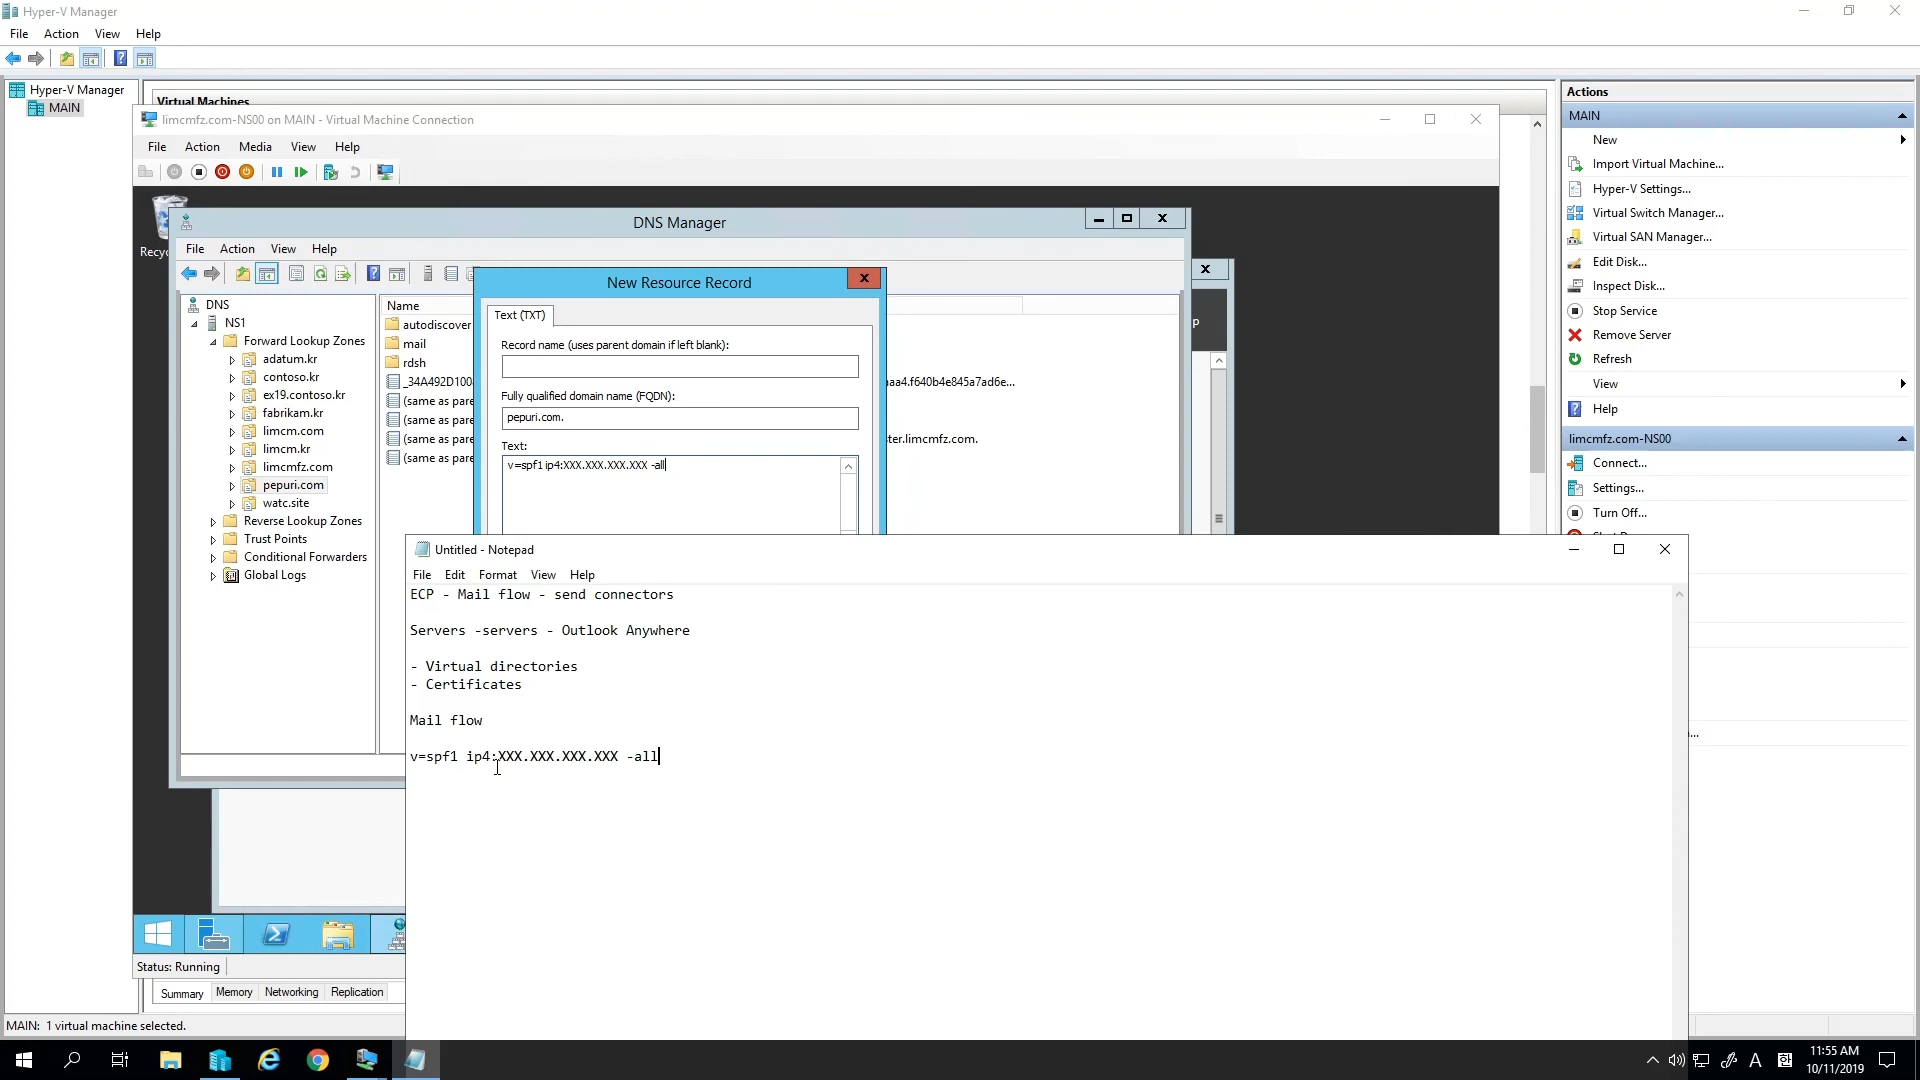 Hyper-V Manager
File Action View Help
Hyper-V Manager
MAIN
Virtual Machines
limcmfz.com-NS00 on MAIN - Virtual Machine Connection
File Action Media View Help
DNS Manager
File Action View Help
DNS
NS1
Forward Lookup Zones
adatum.kr
contoso.kr
ex19.contoso.kr
fabrikam.kr
limcm.com
limcm.kr
limcmfz.com
pepuri.com
watc.site
Reverse Lookup Zones
Trust Points
Conditional Forwarders
Global Logs
Name
autodiscover
mail
rdsh
_34A492D100
(same as pare
(same as pare
(same as pare
(same as pare
aa4.f640b4e845a7ad6e...
ter.limcmfz.com.
New Resource Record
Text (TXT)
Record name (uses parent domain if left blank):
Fully qualified domain name (FQDN):
pepuri.com.
Text:
v=spf1 ip4:XXX.XXX.XXX.XXX -all
Untitled - Notepad
File Edit Format View Help
ECP - Mail flow - send connectors
Servers -servers - Outlook Anywhere
- Virtual directories
- Certificates
Mail flow
v=spf1 ip4:XXX.XXX.XXX.XXX -all
Status: Running
Summary Memory Networking Replication
MAIN: 1 virtual machine selected.
Actions
MAIN
New
Import Virtual Machine...
Hyper-V Settings...
Virtual Switch Manager...
Virtual SAN Manager...
Edit Disk...
Inspect Disk...
Stop Service
Remove Server
Refresh
View
Help
limcmfz.com-NS00
Connect...
Settings...
Turn Off...
A
11:55 AM
10/11/2019